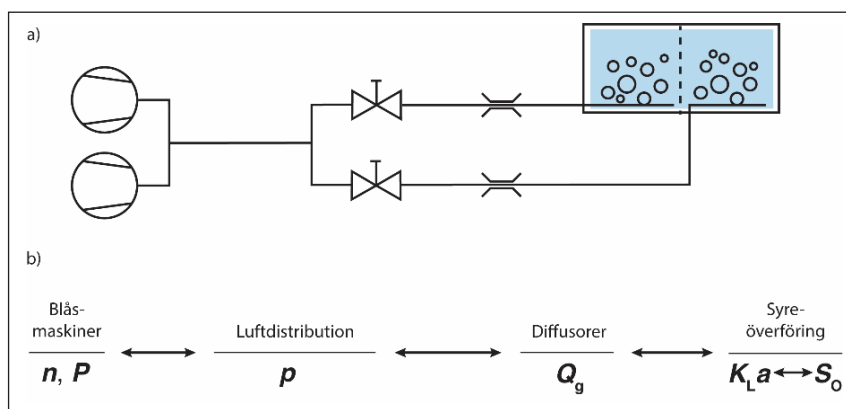 a)
b)
Blås-
maskiner
n, P
Luftdistribution
p
Diffusorer
Qg
Syre-
överföring
KLa↔SO